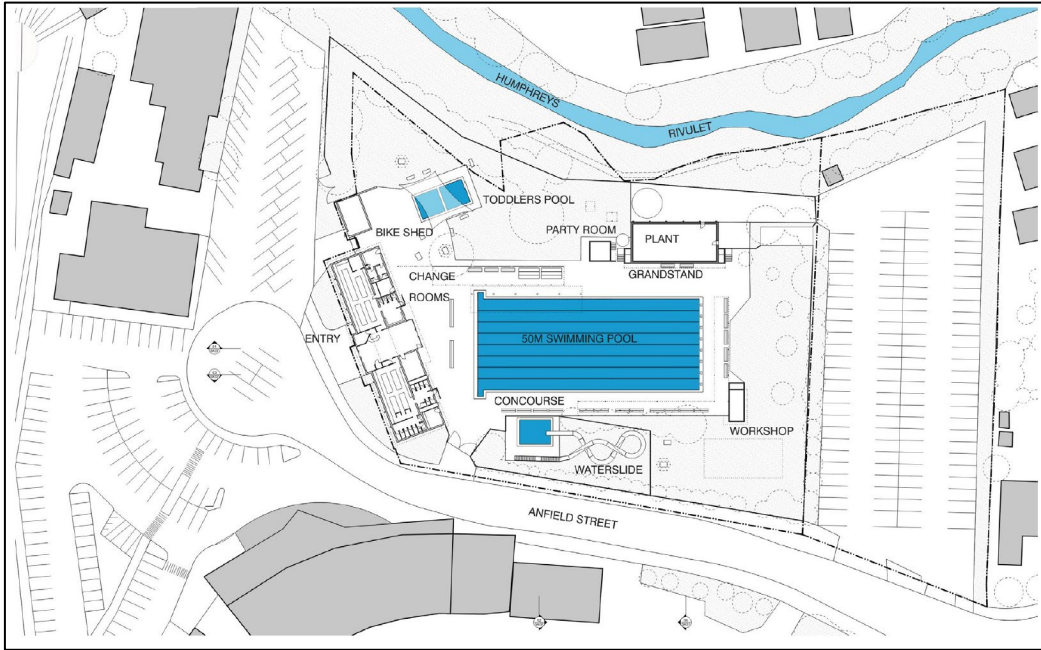 HUMPHREYS
RIVULET
TODDLERS POOL
BIKE SHED
PARTY ROOM
PLANT
GRANDSTAND
CHANGE
ROOMS
ENTRY
50M SWIMMING POOL
CONCOURSE
WORKSHOP
WATERSLIDE
ANFIELD STREET